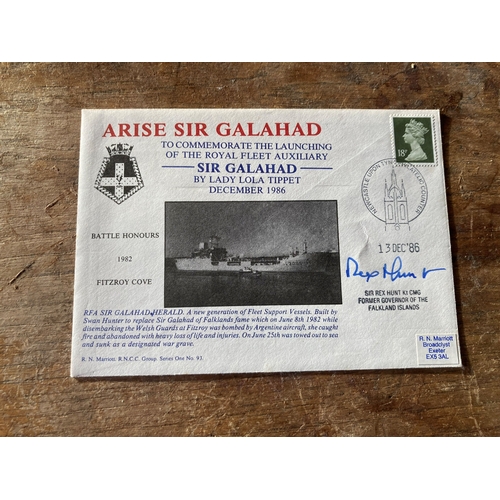 ARISE SIR GALAHAD
TO COMMEMORATE THE LAUNCHING
OF THE ROYAL FLEET AUXILIARY
SIR GALAHAD
BY LADY LOLA TIPPET
DECEMBER 1986
18P
NEWCASTLE UPON TYNE PHILATELIC COUNTER
13 DEC '86
BATTLE HONOURS
1982
FITZROY COVE
Rex Hunt
SIR REX HUNT Kt CMG
FORMER GOVERNOR OF THE
FALKLAND ISLANDS
RFA SIR GALAHAD HERALD. A new generation of Fleet Support Vessels. Built by
Swan Hunter to replace Sir Galahad of Falklands fame which on June 8th 1982 while
disembarking the Welsh Guards at Fitzroy was bombed by Argentine aircraft, she caught
fire and abandoned with heavy loss of life and injuries. On June 25th was towed out to sea
and sunk as a designated war grave.
R. N. Marriott. R.N.C.C. Group. Series One No. 93.
R. N. Marriott
Broadclyst
Exeter
EX5 3AL